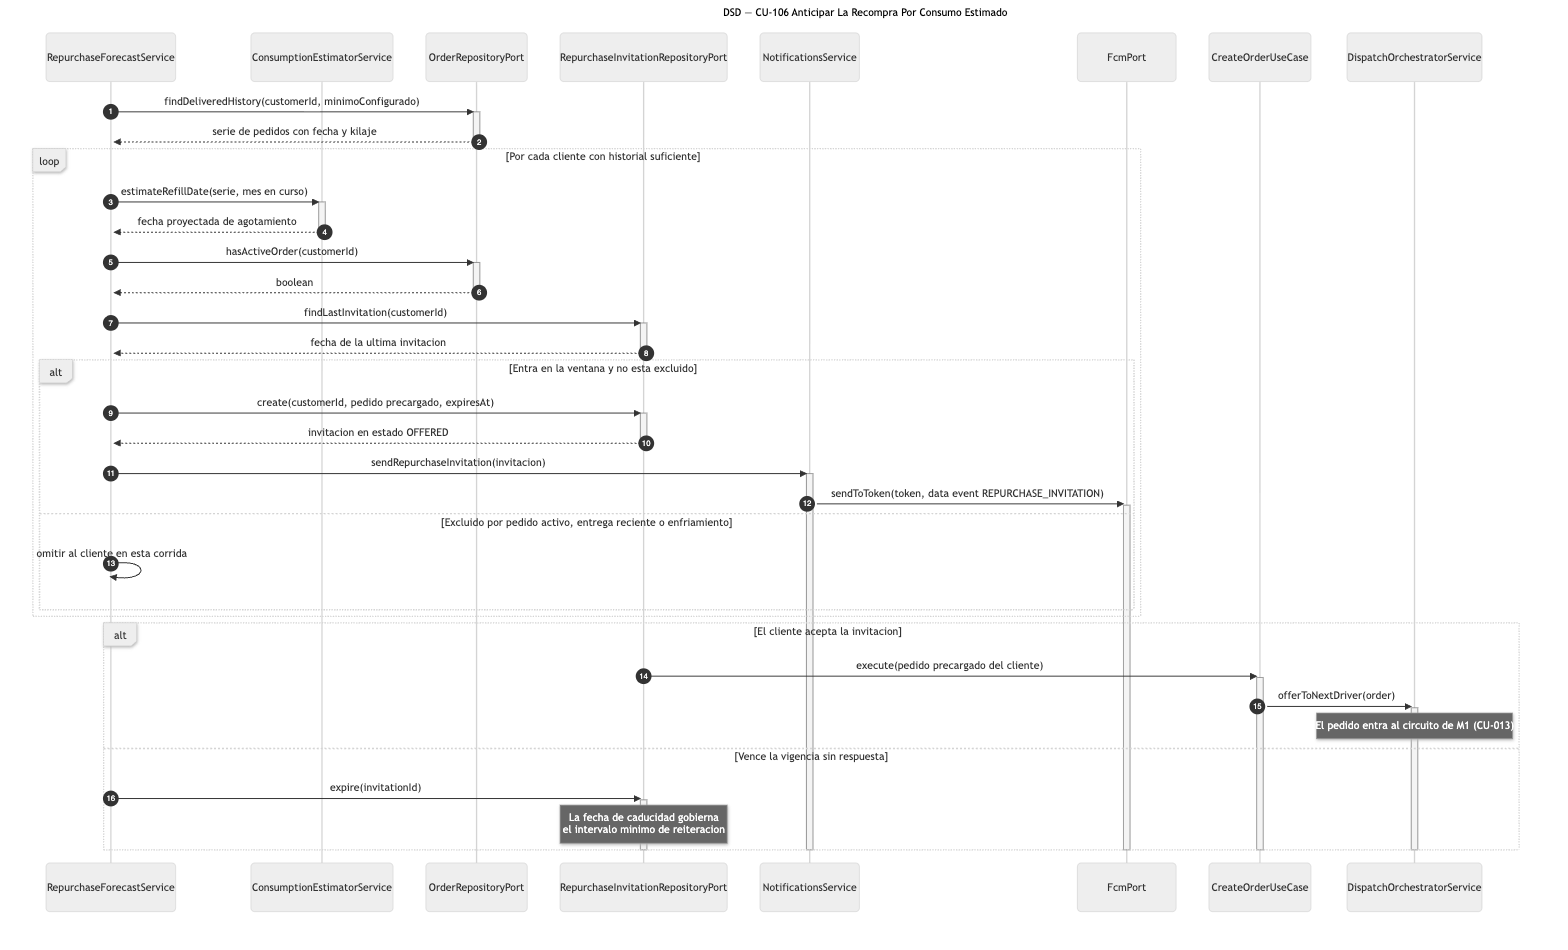 DSD — CU-106 Anticipar La Recompra Por Consumo Estimado
RepurchaseForecastService
ConsumptionEstimatorService
OrderRepositoryPort
RepurchaseInvitationRepositoryPort
NotificationsService
FcmPort
CreateOrderUseCase
DispatchOrchestratorService
1
findDeliveredHistory(customerId, minimoConfigurado)
serie de pedidos con fecha y kilaje
2
loop
[Por cada cliente con historial suficiente]
3
estimateRefillDate(serie, mes en curso)
fecha proyectada de agotamiento
4
5
hasActiveOrder(customerId)
boolean
6
7
findLastInvitation(customerId)
fecha de la ultima invitacion
8
alt
[Entra en la ventana y no esta excluido]
9
create(customerId, pedido precargado, expiresAt)
invitacion en estado OFFERED
10
11
sendRepurchaseInvitation(invitacion)
12
sendToToken(token, data event REPURCHASE_INVITATION)
[Excluido por pedido activo, entrega reciente o enfriamiento]
omitir al cliente en esta corrida
13
alt
[El cliente acepta la invitacion]
14
execute(pedido precargado del cliente)
15
offerToNextDriver(order)
El pedido entra al circuito de M1 (CU-013)
[Vence la vigencia sin respuesta]
16
expire(invitationId)
La fecha de caducidad gobierna
el intervalo minimo de reiteracion
RepurchaseForecastService
ConsumptionEstimatorService
OrderRepositoryPort
RepurchaseInvitationRepositoryPort
NotificationsService
FcmPort
CreateOrderUseCase
DispatchOrchestratorService